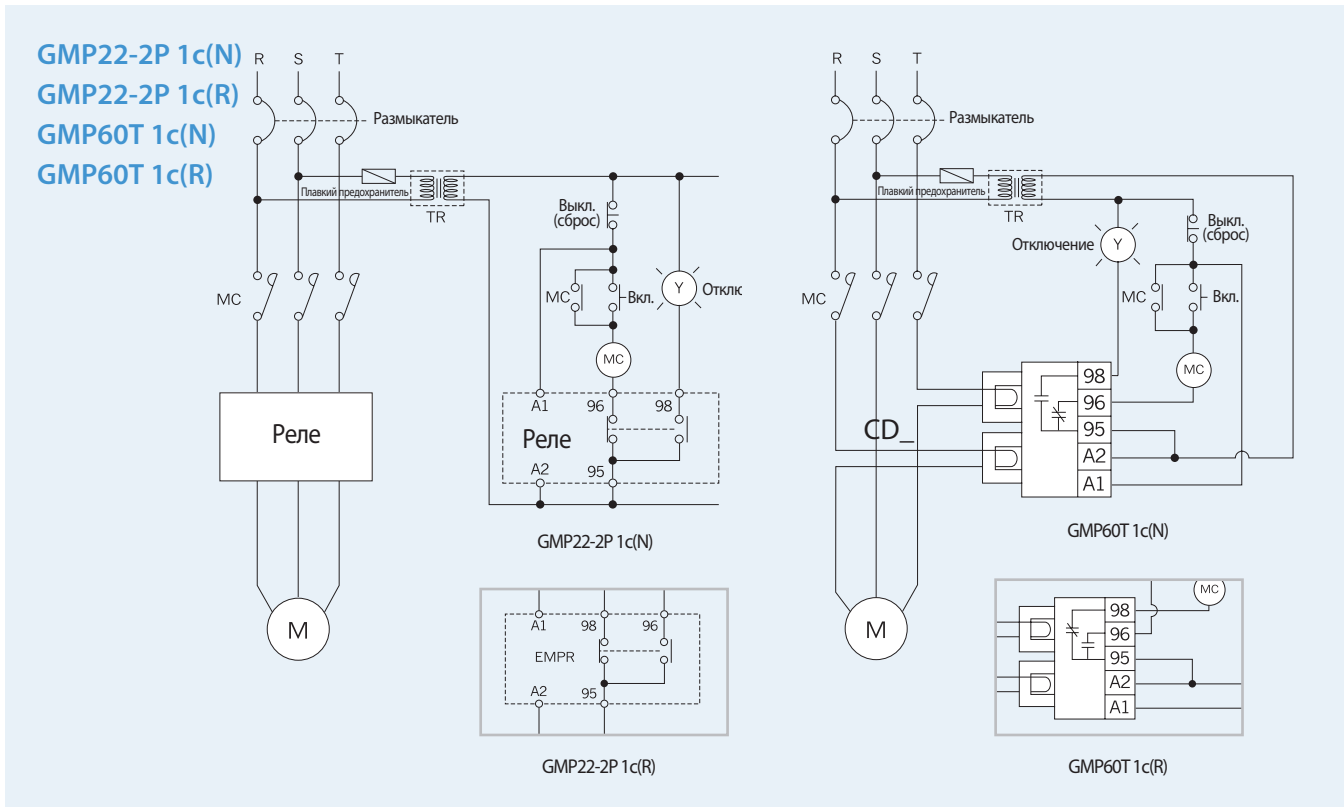 GMP22-2P 1c(N)
GMP22-2P 1c(R)
GMP60T 1c(N)
GMP60T 1c(R)
R S T
Размыкатель
Плавкий предохранитель
TR
Выкл.
(сброс)
MC
MC
Вкл.
Y
Отклю
MC
A1
96
98
Реле
Реле
A2
95
M
GMP22-2P 1c(N)
A1
98
96
EMPR
A2
95
GMP22-2P 1c(R)
R S T
Размыкатель
Плавкий предохранитель
TR
Отключение
Y
Выкл.
(сброс)
MC
MC
Вкл.
MC
98
96
95
A2
A1
CD_
M
GMP60T 1c(N)
MC
98
96
95
A2
A1
GMP60T 1c(R)